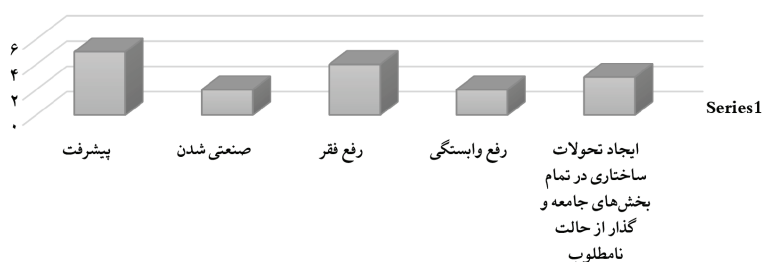 ۶
۴
۲
۰
Series1
پیشرفت
صنعتی شدن
رفع فقر
رفع وابستگی
ایجاد تحولات
ساختاری در تمام
بخش‌های جامعه و
گذار از حالت
نامطلوب